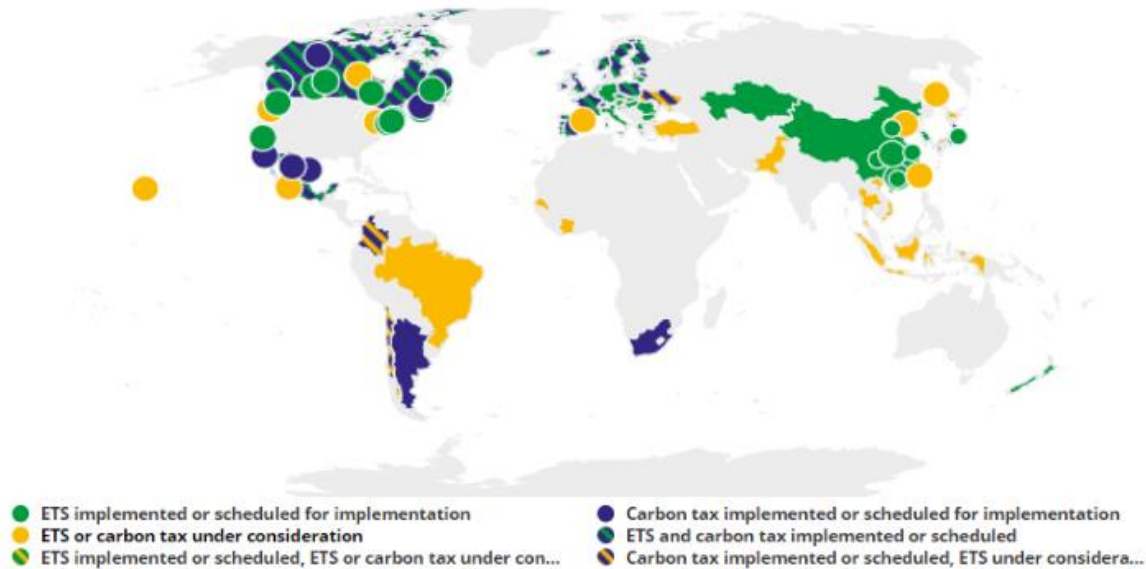 ETS implemented or scheduled for implementation
Carbon tax implemented or scheduled for implementation
ETS or carbon tax under consideration
ETS and carbon tax implemented or scheduled
ETS implemented or scheduled, ETS or carbon tax under con...
Carbon tax implemented or scheduled, ETS under considera...